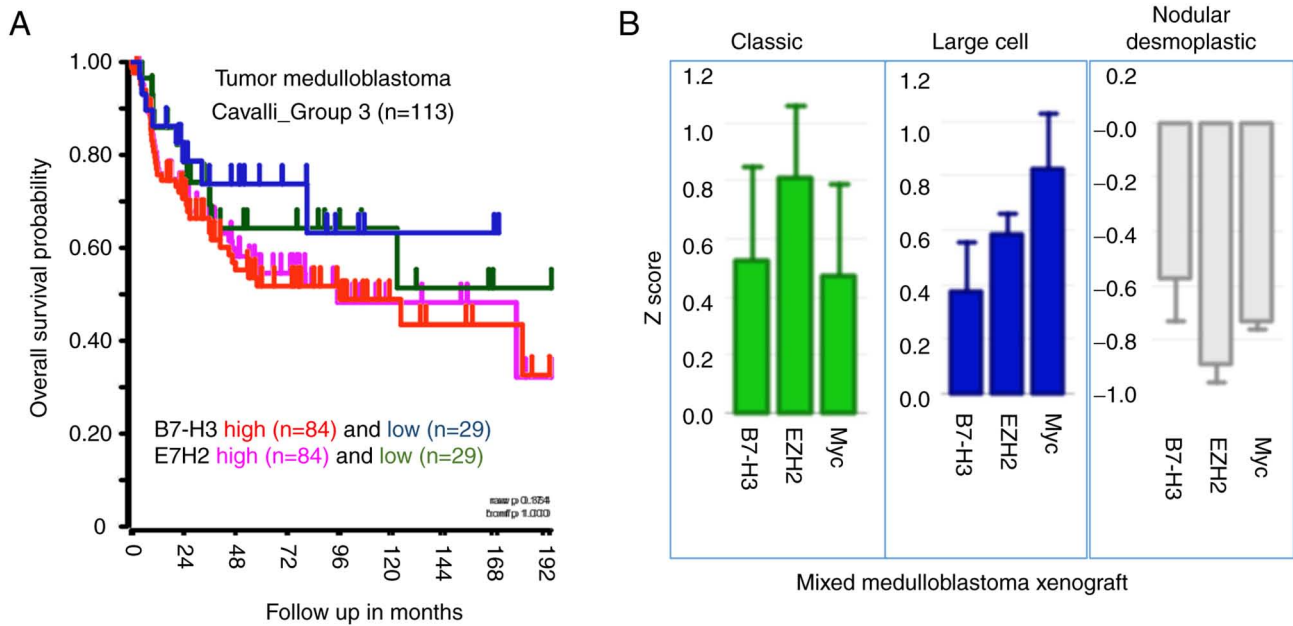 A
1.00
0.80
0.60
0.40
0.20
0
Overall survival probability
Tumor medulloblastoma
Cavalli_Group 3 (n=113)
B7-H3 high (n=84) and low (n=29)
E7H2 high (n=84) and low (n=29)
0 24 48 72 96 120 144 168 192
Follow up in months
B
Classic
Large cell
Nodular
desmoplastic
Z score
1.2
1.0
0.8
0.6
0.4
0.2
0.0
B7-H3
EZH2
Myc
1.2
1.0
0.8
0.6
0.4
0.2
0.0
B7-H3
EZH2
Myc
0.2
−0.0
−0.2
−0.4
−0.6
−0.8
−1.0
B7-H3
EZH2
Myc
Mixed medulloblastoma xenograft